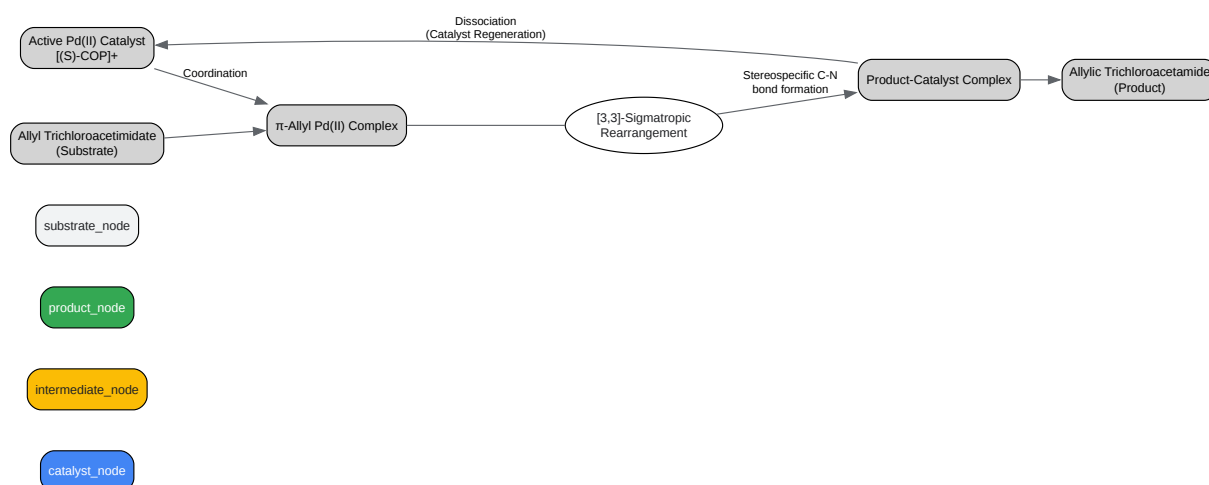 Dissociation
(Catalyst Regeneration)
Active Pd(II) Catalyst
[(S)-COP]+
Coordination
Stereospecific C-N
bond formation
Product-Catalyst Complex
Allylic Trichloroacetamide
(Product)
Allyl Trichloroacetimidate
(Substrate)
π-Allyl Pd(II) Complex
[3,3]-Sigmatropic
Rearrangement
substrate_node
product_node
intermediate_node
catalyst_node